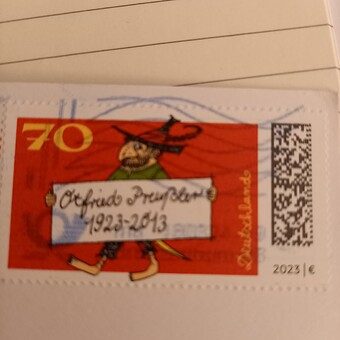 70
Otfried Preußler
1923-2013
Deutschland
2023 | €